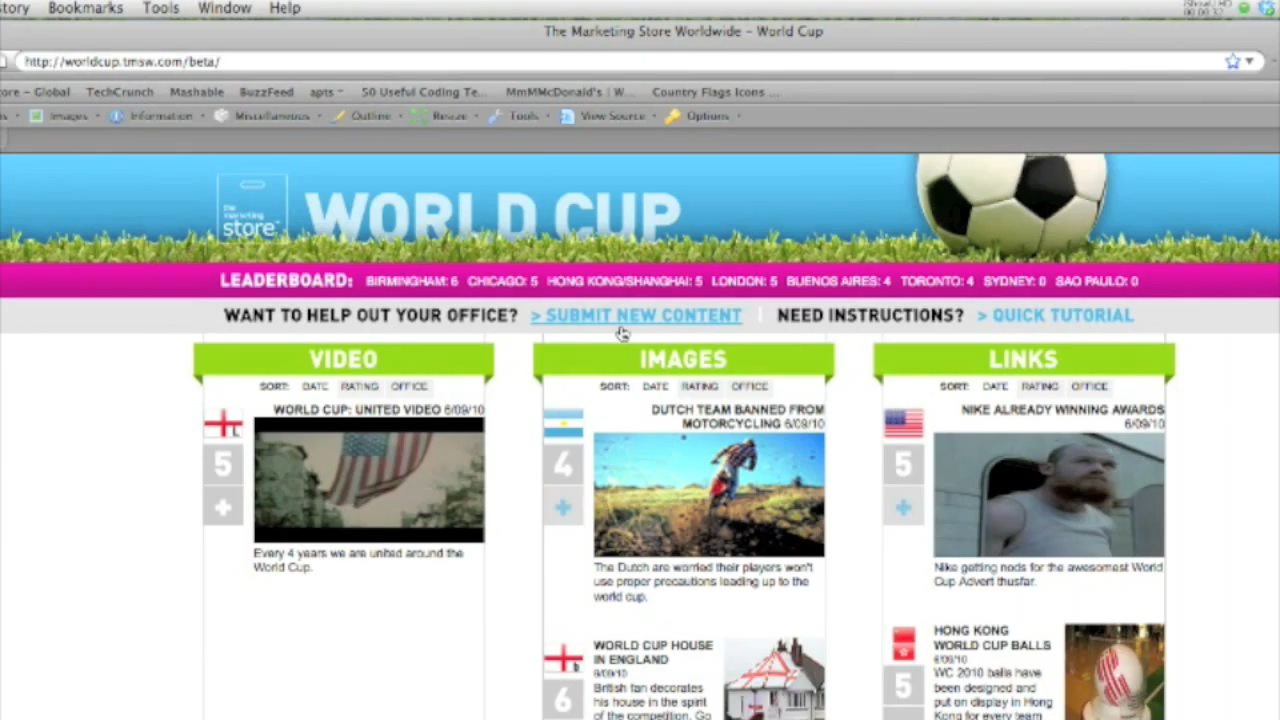 story Bookmarks Tools Window Help
The Marketing Store Worldwide – World Cup
http://worldcup.tmsw.com/beta/
ore – Global TechCrunch Mashable BuzzFeed apts 50 Useful Coding Te... MmMMcDonald's | W... Country Flags Icons ...
Images Information Miscellaneous Outline Resize Tools View Source Options
the marketing store™
WORLD CUP
LEADERBOARD: BIRMINGHAM: 6 CHICAGO: 5 HONG KONG/SHANGHAI: 5 LONDON: 5 BUENOS AIRES: 4 TORONTO: 4 SYDNEY: 0 SAO PAULO: 0
WANT TO HELP OUT YOUR OFFICE? > SUBMIT NEW CONTENT | NEED INSTRUCTIONS? > QUICK TUTORIAL
VIDEO
SORT: DATE RATING OFFICE
WORLD CUP: UNITED VIDEO 6/09/10
L
5
+
Every 4 years we are united around the
World Cup.
IMAGES
SORT: DATE RATING OFFICE
DUTCH TEAM BANNED FROM
MOTORCYCLING 6/09/10
4
+
The Dutch are worried their players won't
use proper precautions leading up to the
world cup.
WORLD CUP HOUSE
IN ENGLAND
6/09/10
b
6
British fan decorates
his house in the spirit
of the competition. Go
LINKS
SORT: DATE RATING OFFICE
NIKE ALREADY WINNING AWARDS
6/09/10
5
+
Nike getting nods for the awesomest World
Cup Advert thusfar.
HONG KONG
WORLD CUP BALLS
6/09/10
5
WC 2010 balls have
been designed and
put on display in Hong
Kong for every team